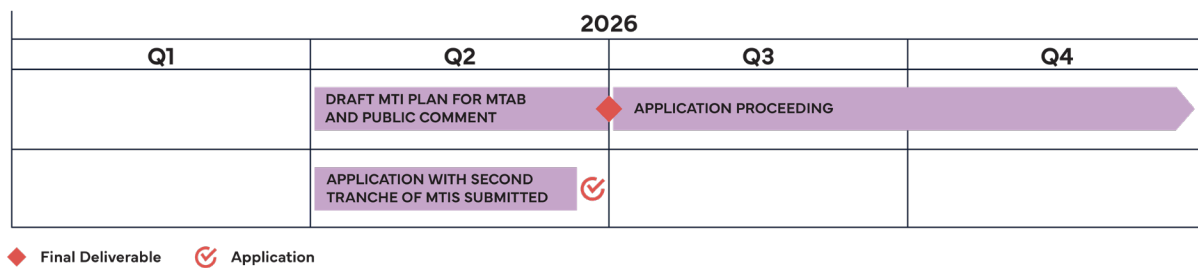 2026
Q1 Q2 Q3 Q4
DRAFT MTI PLAN FOR MTAB
AND PUBLIC COMMENT
APPLICATION PROCEEDING
APPLICATION WITH SECOND
TRANCHE OF MTIS SUBMITTED
Final Deliverable Application